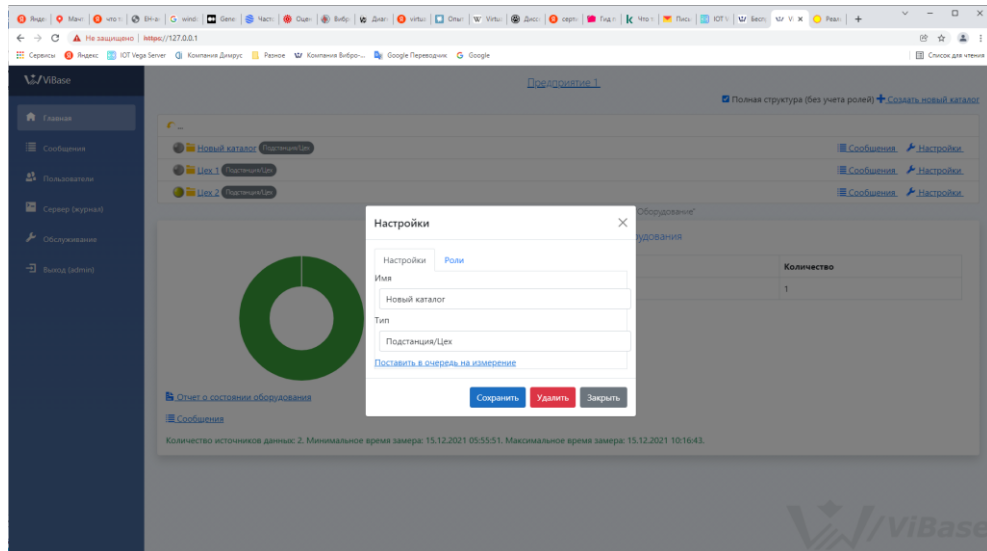 Не защищено https://127.0.0.1
Сервисы Яндекс IOT Vega Server Компания Димрус Разное Компания Вибро-... Google Переводчик Google Список для чтения
ViBase
Предприятие 1
Полная структура (без учета ролей) Создать новый каталог
Главная
Сообщения
Пользователи
Сервер (журнал)
Обслуживание
Выход (admin)
...
Новый каталог Подстанция/Цех Сообщения Настройки
Цех 1 Подстанция/Цех Сообщения Настройки
Цех 2 Подстанция/Цех Сообщения Настройки
Оборудование'
удования
Количество
1
Настройки
Настройки Роли
Имя
Новый каталог
Тип
Подстанция/Цех
Поставить в очередь на измерение
Сохранить Удалить Закрыть
Отчет о состоянии оборудования
Сообщения
Количество источников данных: 2. Минимальное время замера: 15.12.2021 05:55:51. Максимальное время замера: 15.12.2021 10:16:43.
ViBase